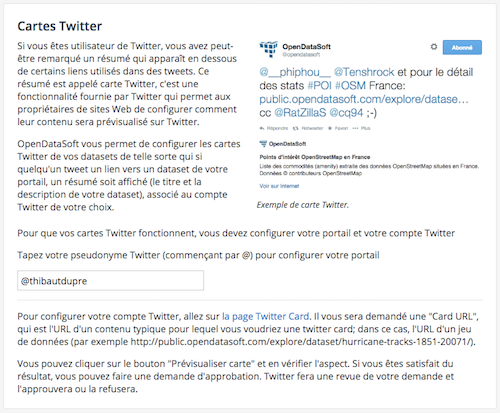 Cartes Twitter
Si vous êtes utilisateur de Twitter, vous avez peut-
être remarqué un résumé qui apparaît en dessous
de certains liens utilisés dans des tweets. Ce
résumé est appelé carte Twitter, c'est une
fonctionnalité fournie par Twitter qui permet aux
propriétaires de sites Web de configurer comment
leur contenu sera prévisualisé sur Twitter.
OpenDataSoft vous permet de configurer les cartes
Twitter de vos datasets de telle sorte qui si
quelqu'un tweet un lien vers un dataset de votre
portail, un résumé soit affiché (le titre et la
description de votre dataset), associé au compte
Twitter de votre choix.
OpenDataSoft
@opendatasoft
Abonné
@__phiphou__ @Tenshrock et pour le détail
des stats #POI #OSM France:
public.opendatasoft.com/explore/datase…
cc @RatZillaS @cq94 ;-)
Répondre Retweeter Favori Plus
OpenDataSoft
Points d'intérêt OpenStreetMap en France
Liste des commodités (amenity) extraite des données OpenStreetMap situées en France.
Données © contributeurs OpenStreetMap
Voir sur Internet
Exemple de carte Twitter.
Pour que vos cartes Twitter fonctionnent, vous devez configurer votre portail et votre compte Twitter
Tapez votre pseudonyme Twitter (commençant par @) pour configurer votre portail
@thibautdupre
Pour configurer votre compte Twitter, allez sur la page Twitter Card. Il vous sera demandé une "Card URL",
qui est l'URL d'un contenu typique pour lequel vous voudriez une twitter card; dans ce cas, l'URL d'un jeu
de données (par exemple http://public.opendatasoft.com/explore/dataset/hurricane-tracks-1851-20071/).
Vous pouvez cliquer sur le bouton "Prévisualiser carte" et en vérifier l'aspect. Si vous êtes satisfait du
résultat, vous pouvez faire une demande d'approbation. Twitter fera une revue de votre demande et
l'approuvera ou la refusera.